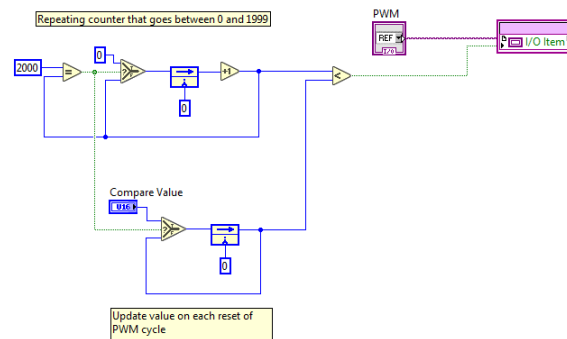 PWM
Repeating counter that goes between 0 and 1999
REF
I/O
I/O Item
0
2000
=
?
T
F
+1
<
0
Compare Value
U16
?
T
F
0
Update value on each reset of
PWM cycle